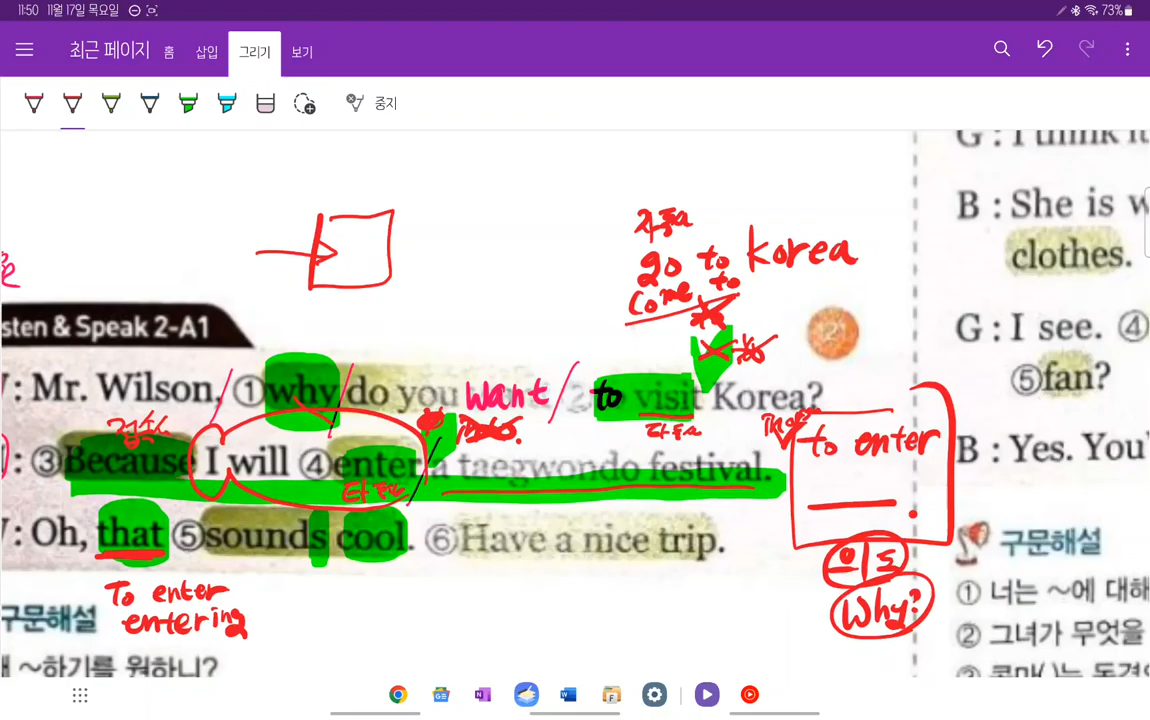 11:50 11월 17일 목요일
73%
최근 페이지 홈 삽입 그리기 보기
중지
G : I think it
B : She is w
clothes.
G : I see. ④
⑤fan?
B : Yes. You
자동사
go to Korea
come to
sten & Speak 2-A1
: Mr. Wilson, / ①why / do you want / to visit Korea?
접속사
타동사
: ③Because I will ④enter / a taegwondo festival.
타동사
to enter
: Oh, that ⑤sounds cool. ⑥Have a nice trip.
Why?
To enter
entering
구문해설
~하기를 원하니?
구문해설
① 너는 ~에 대해
② 그녀가 무엇을